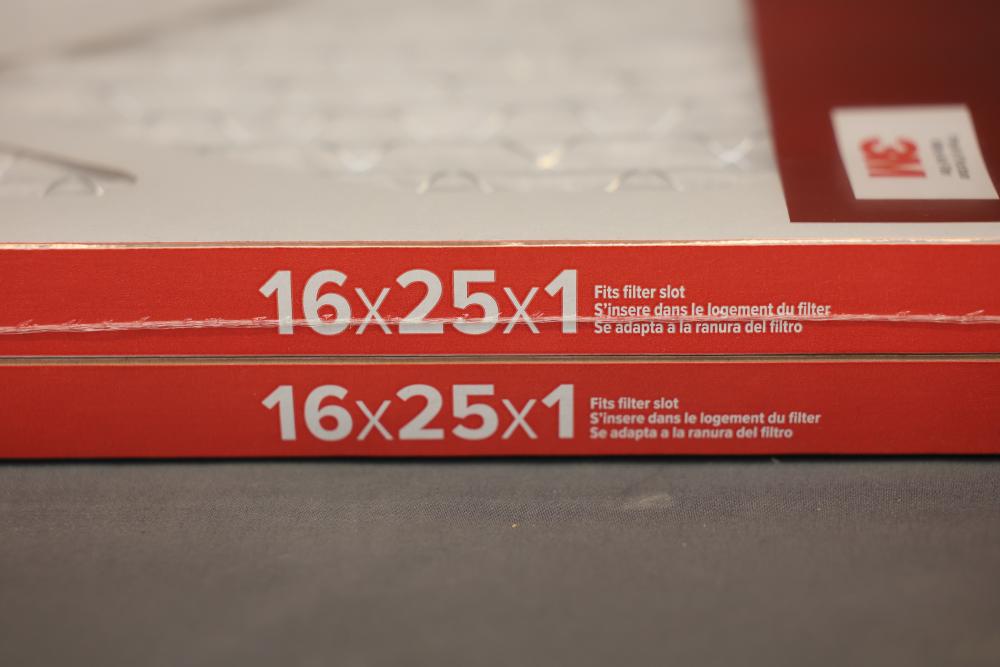 3M
16x25x1
Fits filter slot
S'insere dans le logement du filter
Se adapta a la ranura del filtro
16x25x1
Fits filter slot
S'insere dans le logement du filter
Se adapta a la ranura del filtro